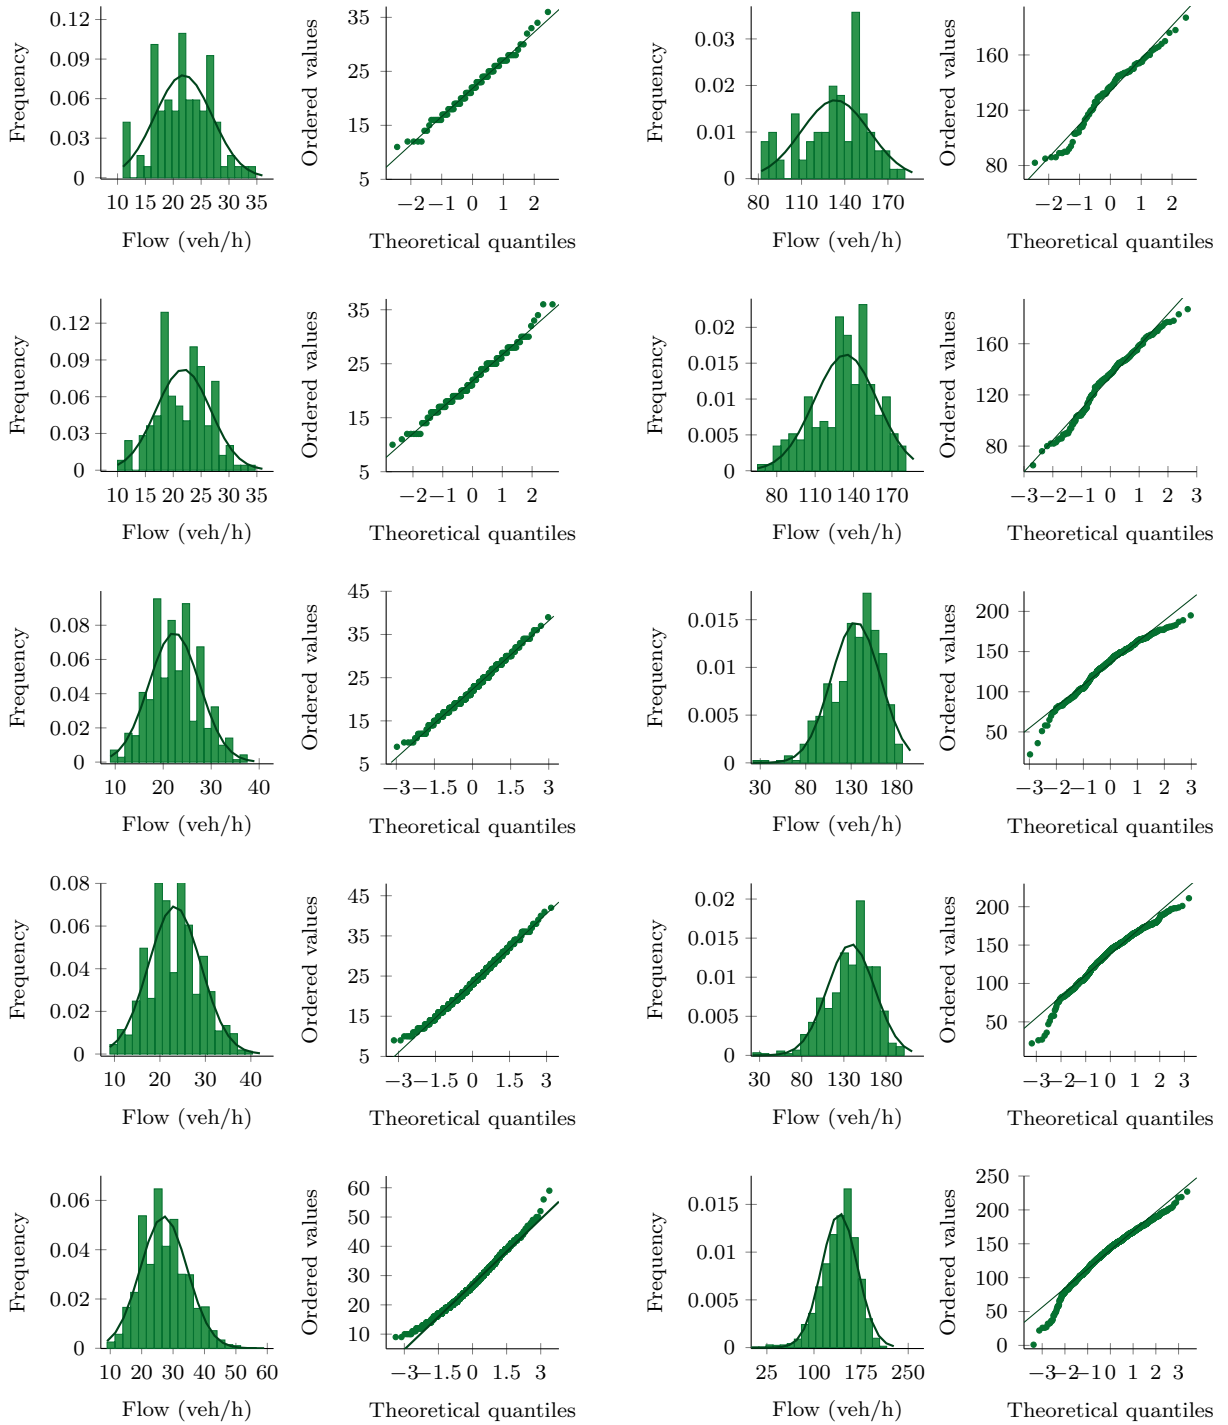 0.12
0.09
0.06
0.03
0
Frequency
10 15 20 25 30 35
Flow (veh/h)
35
25
15
5
Ordered values
−2 −1 0 1 2
Theoretical quantiles
0.03
0.02
0.01
0
Frequency
80 110 140 170
Flow (veh/h)
160
120
80
Ordered values
−2 −1 0 1 2
Theoretical quantiles
0.12
0.09
0.06
0.03
0
Frequency
10 15 20 25 30 35
Flow (veh/h)
35
25
15
5
Ordered values
−2 −1 0 1 2
Theoretical quantiles
0.02
0.015
0.01
0.005
0
Frequency
80 110 140 170
Flow (veh/h)
160
120
80
Ordered values
−3 −2 −1 0 1 2 3
Theoretical quantiles
0.08
0.06
0.04
0.02
0
Frequency
10 20 30 40
Flow (veh/h)
45
35
25
15
5
Ordered values
−3 −1.5 0 1.5 3
Theoretical quantiles
0.015
0.01
0.005
0
Frequency
30 80 130 180
Flow (veh/h)
200
150
100
50
Ordered values
−3 −2 −1 0 1 2 3
Theoretical quantiles
0.08
0.06
0.04
0.02
0
Frequency
10 20 30 40
Flow (veh/h)
45
35
25
15
5
Ordered values
−3 −1.5 0 1.5 3
Theoretical quantiles
0.02
0.015
0.01
0.005
0
Frequency
30 80 130 180
Flow (veh/h)
200
150
100
50
Ordered values
−3 −2 −1 0 1 2 3
Theoretical quantiles
0.06
0.04
0.02
0
Frequency
10 20 30 40 50 60
Flow (veh/h)
60
50
40
30
20
10
Ordered values
−3 −1.5 0 1.5 3
Theoretical quantiles
0.015
0.01
0.005
0
Frequency
25 100 175 250
Flow (veh/h)
250
200
150
100
50
0
Ordered values
−3 −2 −1 0 1 2 3
Theoretical quantiles